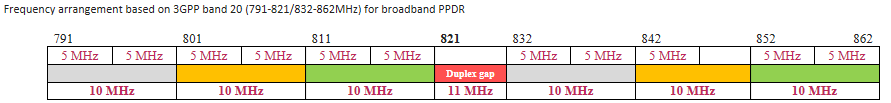 Frequency arrangement based on 3GPP band 20 (791-821/832-862MHz) for broadband PPDR
791 801 811 821 832 842 852 862
5 MHz 5 MHz 5 MHz 5 MHz 5 MHz 5 MHz 5 MHz 5 MHz 5 MHz 5 MHz 5 MHz
Duplex gap
10 MHz 10 MHz 10 MHz 11 MHz 10 MHz 10 MHz 10 MHz